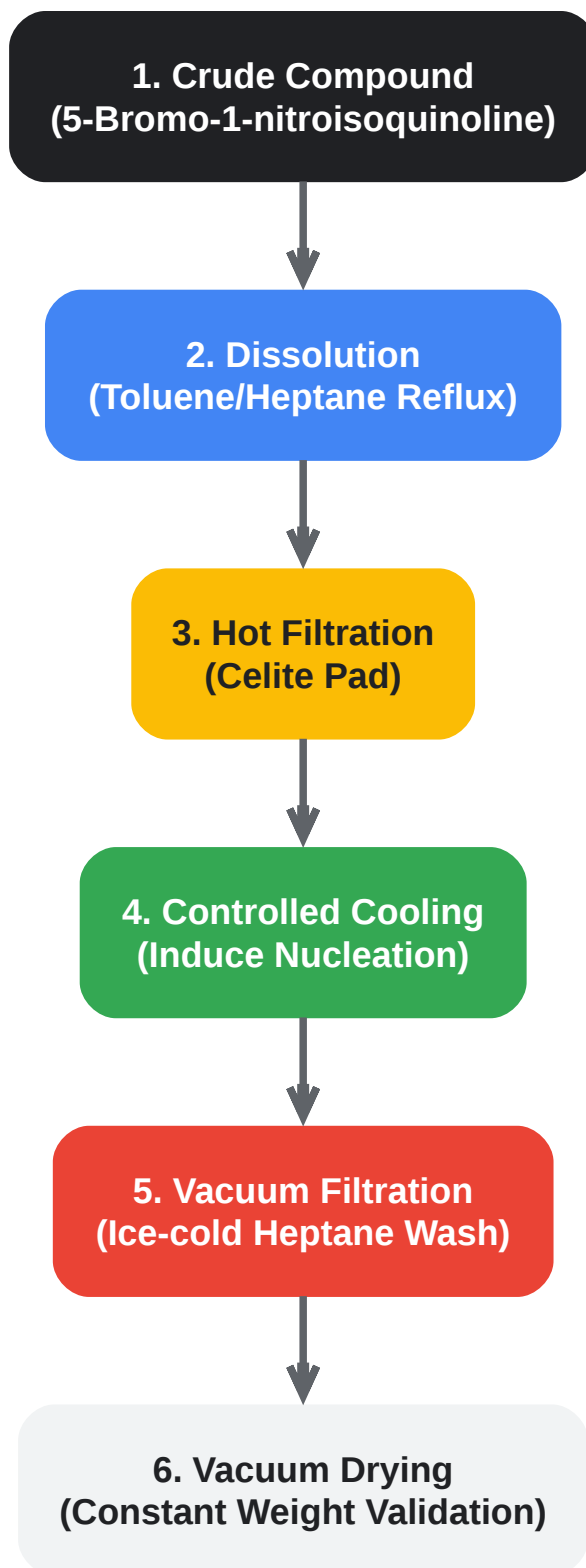 1. Crude Compound
(5-Bromo-1-nitroisoquinoline)
2. Dissolution
(Toluene/Heptane Reflux)
3. Hot Filtration
(Celite Pad)
4. Controlled Cooling
(Induce Nucleation)
5. Vacuum Filtration
(Ice-cold Heptane Wash)
6. Vacuum Drying
(Constant Weight Validation)